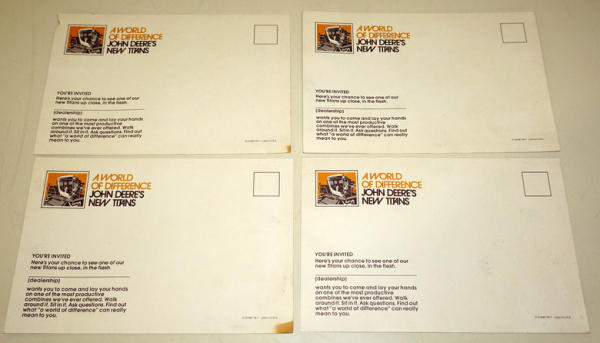 A WORLD
OF DIFFERENCE
JOHN DEERE'S
NEW TITANS
YOU'RE INVITED
Here's your chance to see one of our
new Titans up close, in the flesh.
(dealership)
wants you to come and lay your hands
on one of the most productive
combines we've ever offered. Walk
around it. Sit in it. Ask questions. Find out
what "a world of difference" can really
mean to you.
A WORLD
OF DIFFERENCE
JOHN DEERE'S
NEW TITANS
YOU'RE INVITED
Here's your chance to see one of our
new Titans up close, in the flesh.
(dealership)
wants you to come and lay your hands
on one of the most productive
combines we've ever offered. Walk
around it. Sit in it. Ask questions. Find out
what "a world of difference" can really
mean to you.
A WORLD
OF DIFFERENCE
JOHN DEERE'S
NEW TITANS
YOU'RE INVITED
Here's your chance to see one of our
new Titans up close, in the flesh.
(dealership)
wants you to come and lay your hands
on one of the most productive
combines we've ever offered. Walk
around it. Sit in it. Ask questions. Find out
what "a world of difference" can really
mean to you.
A WORLD
OF DIFFERENCE
JOHN DEERE'S
NEW TITANS
YOU'RE INVITED
Here's your chance to see one of our
new Titans up close, in the flesh.
(dealership)
wants you to come and lay your hands
on one of the most productive
combines we've ever offered. Walk
around it. Sit in it. Ask questions. Find out
what "a world of difference" can really
mean to you.